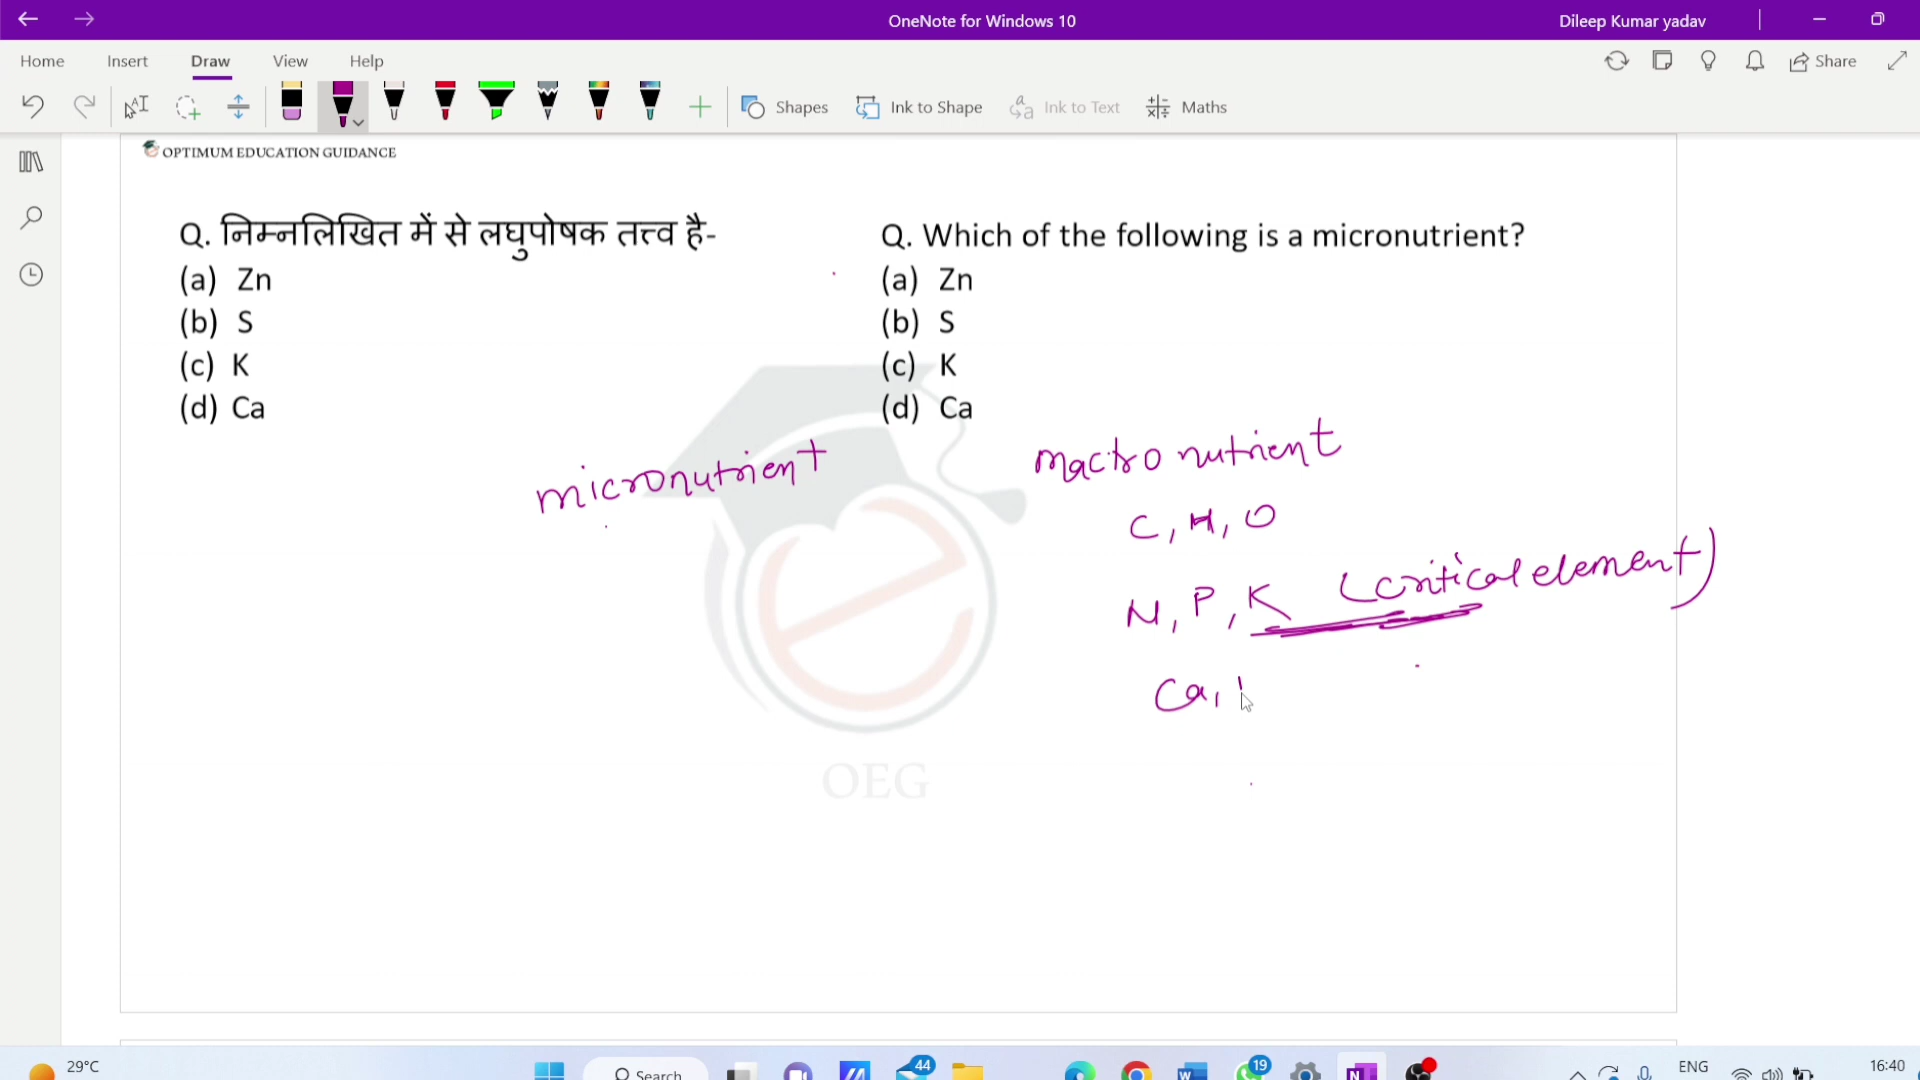 OneNote for Windows 10
Dileep Kumar yadav
Home Insert Draw View Help
Share
Shapes Ink to Shape Ink to Text Maths
OPTIMUM EDUCATION GUIDANCE
Q. निम्नलिखित में से लघुपोषक तत्त्व है-
(a) Zn
(b) S
(c) K
(d) Ca
Q. Which of the following is a micronutrient?
(a) Zn
(b) S
(c) K
(d) Ca
micronutrient
macro nutrient
C, H, O
N, P, K (critical element)
Ca,
OEG
29°C
Search
44
19
ENG
16:40